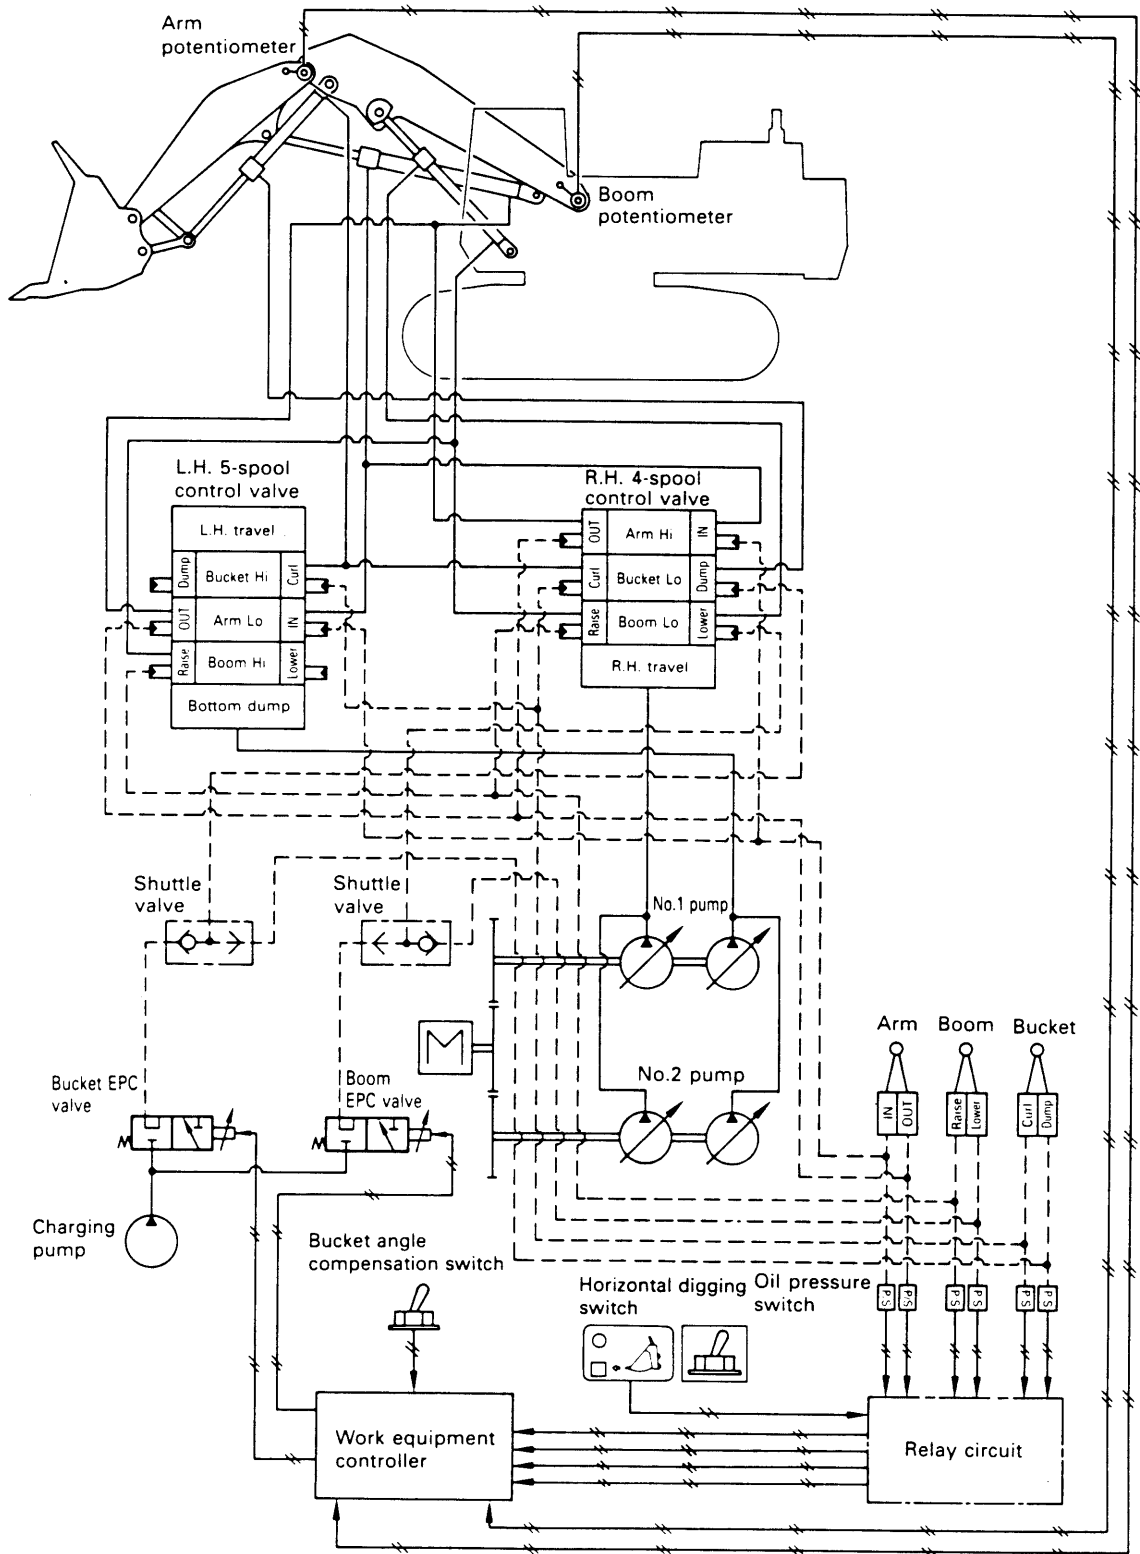 Arm
potentiometer
Boom
potentiometer
L.H. 5-spool
control valve
L.H. travel
Dump
Bucket Hi
Curl
OUT
Arm Lo
IN
Raise
Boom Hi
Lower
Bottom dump
R.H. 4-spool
control valve
OUT
Arm Hi
IN
Curl
Bucket Lo
Dump
Raise
Boom Lo
Lower
R.H. travel
Shuttle
valve
Shuttle
valve
No.1 pump
No.2 pump
Bucket EPC
valve
Boom
EPC valve
Charging
pump
Arm
Boom
Bucket
IN
OUT
Raise
Lower
Curl
Dump
Bucket angle
compensation switch
Horizontal digging
switch
Oil pressure
switch
P.S
P.S
P.S
P.S
P.S
P.S
Work equipment
controller
Relay circuit